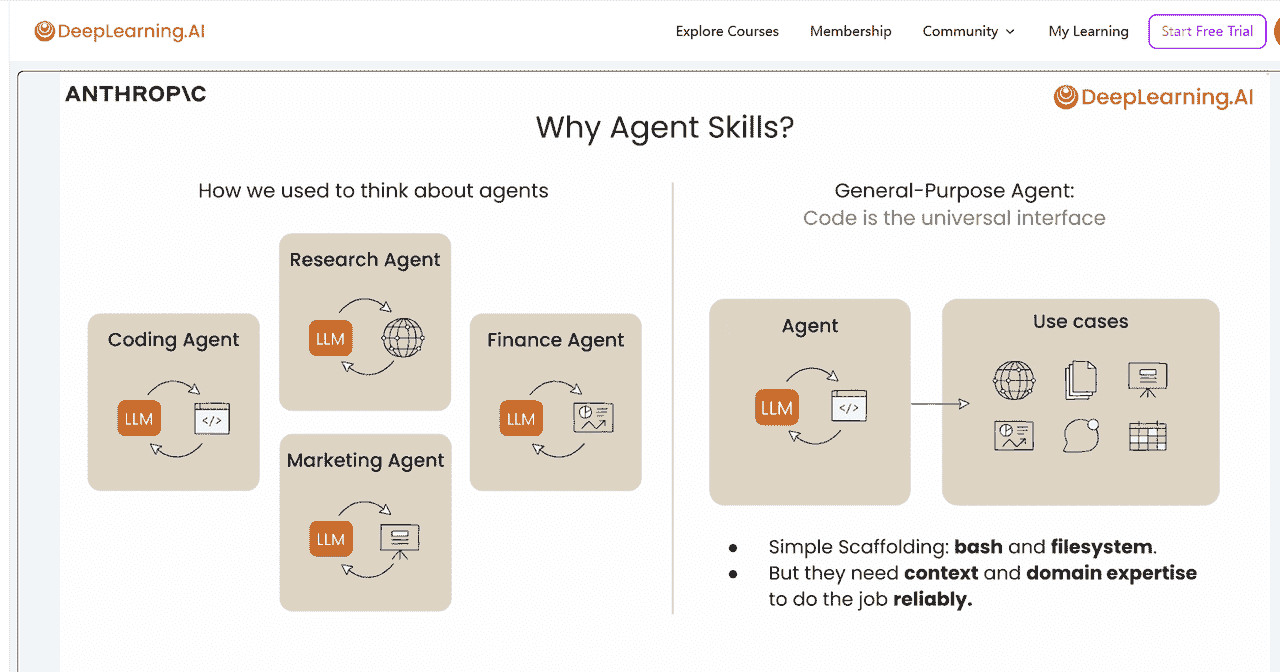 DeepLearning.AI
Explore Courses
Membership
Community
My Learning
Start Free Trial
ANTHROP\C
DeepLearning.AI
Why Agent Skills?
How we used to think about agents
Research Agent
LLM
Coding Agent
LLM
</>
Finance Agent
LLM
Marketing Agent
LLM
General-Purpose Agent:
Code is the universal interface
Agent
LLM
</>
Use cases
● Simple Scaffolding: bash and filesystem.
● But they need context and domain expertise
to do the job reliably.